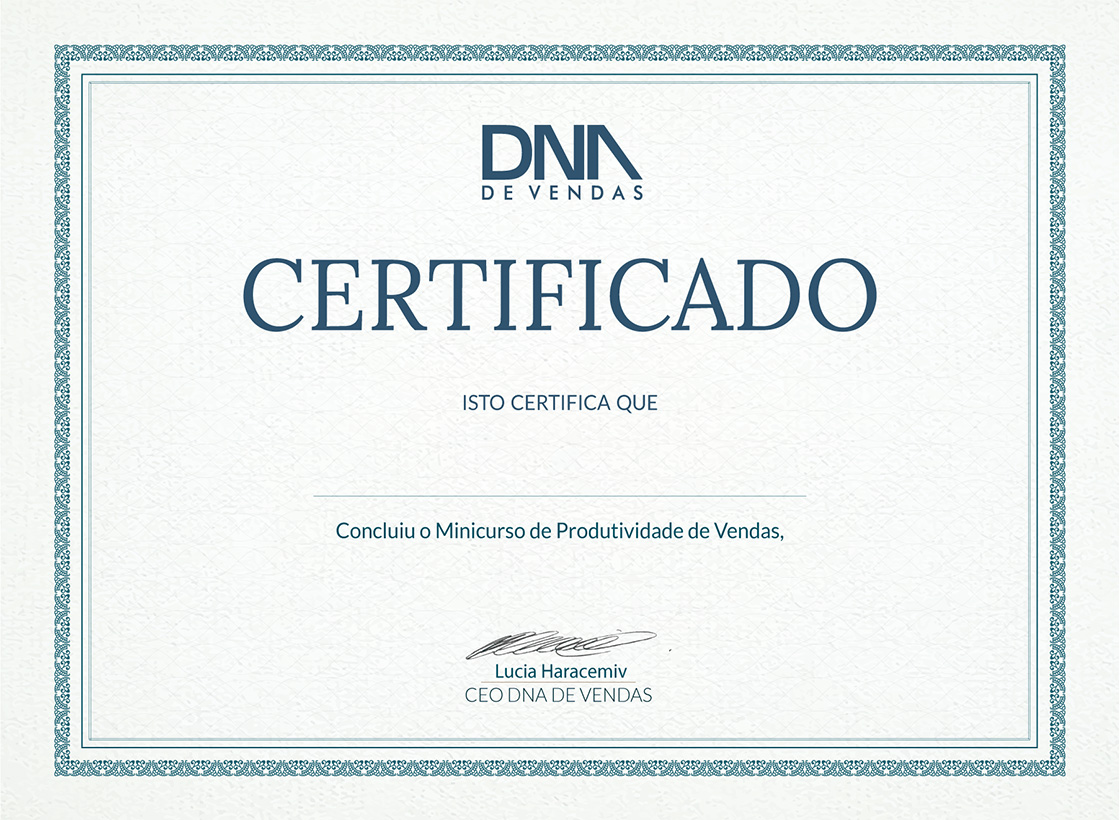 DNA
DE VENDAS
CERTIFICADO
ISTO CERTIFICA QUE
Concluiu o Minicurso de Produtividade de Vendas,
Lucia Haracemiv
CEO DNA DE VENDAS